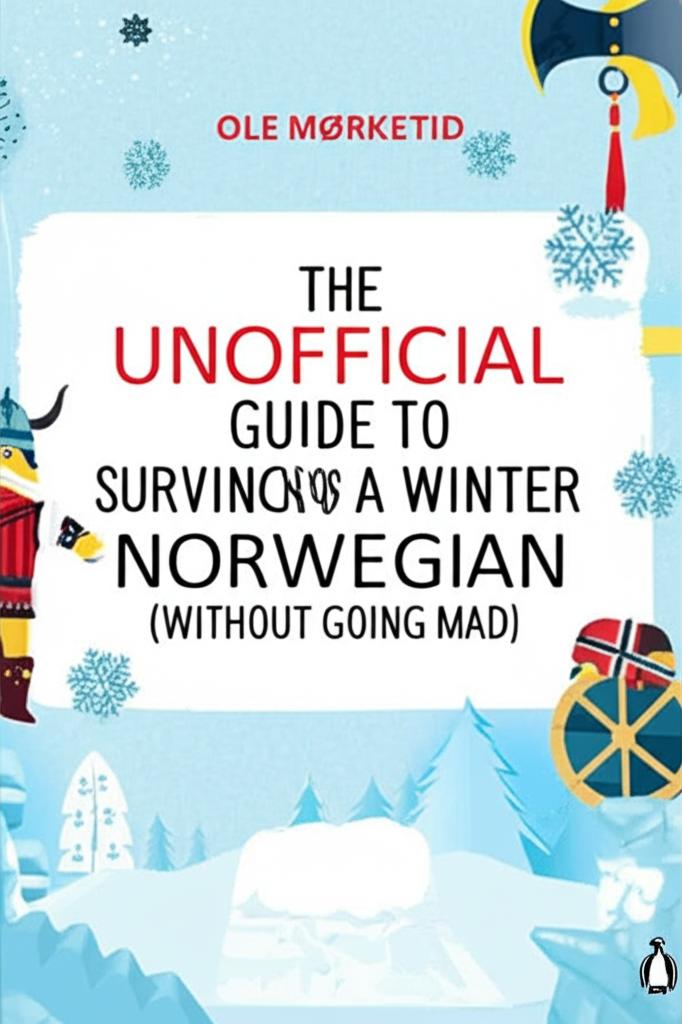 OLE MØRKETID
THE
UNOFFICIAL
GUIDE TO
A WINTER
NORWEGIAN
(WITHOUT GOING MAD)